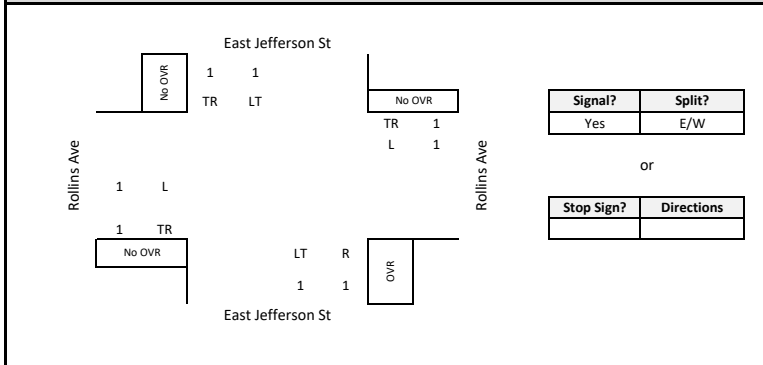 East Jefferson St
No OVR
1 1
TR LT
No OVR
TR 1
L 1
Rollins Ave
Rollins Ave
1 L
1 TR
No OVR
LT R
1 1
OVR
East Jefferson St
Signal? Split?
Yes E/W
or
Stop Sign? Directions